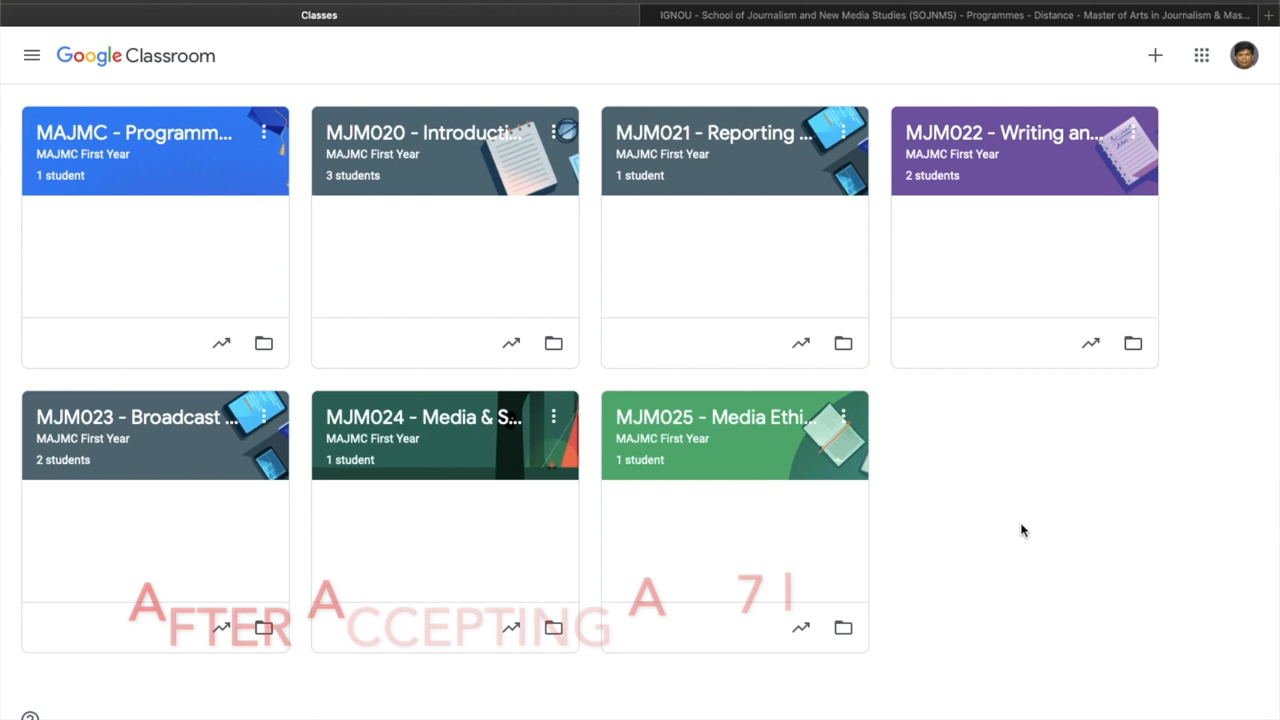 Classes
IGNOU - School of Journalism and New Media Studies (SOJNMS) - Programmes - Distance - Master of Arts in Journalism & Mas...
Google Classroom
MAJMC - Programm...
MAJMC First Year
1 student
MJM020 - Introducti...
MAJMC First Year
3 students
MJM021 - Reporting ...
MAJMC First Year
1 student
MJM022 - Writing an...
MAJMC First Year
2 students
MJM023 - Broadcast ...
MAJMC First Year
2 students
MJM024 - Media & S...
MAJMC First Year
1 student
MJM025 - Media Ethi...
MAJMC First Year
1 student
AFTER ACCEPTING A 7 I